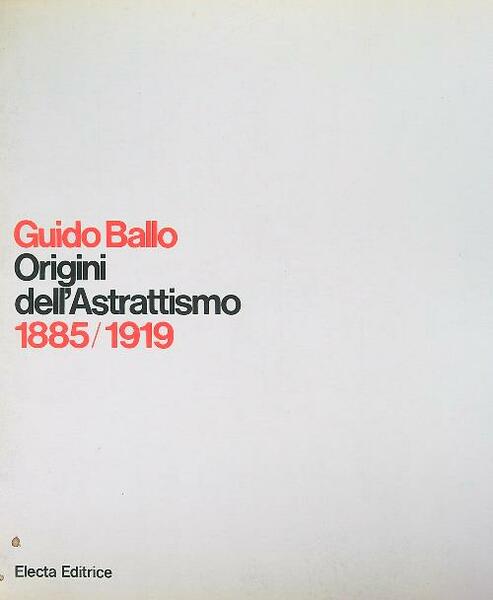 Guido Ballo
Origini
dell'Astrattismo
1885/1919
Electa Editrice